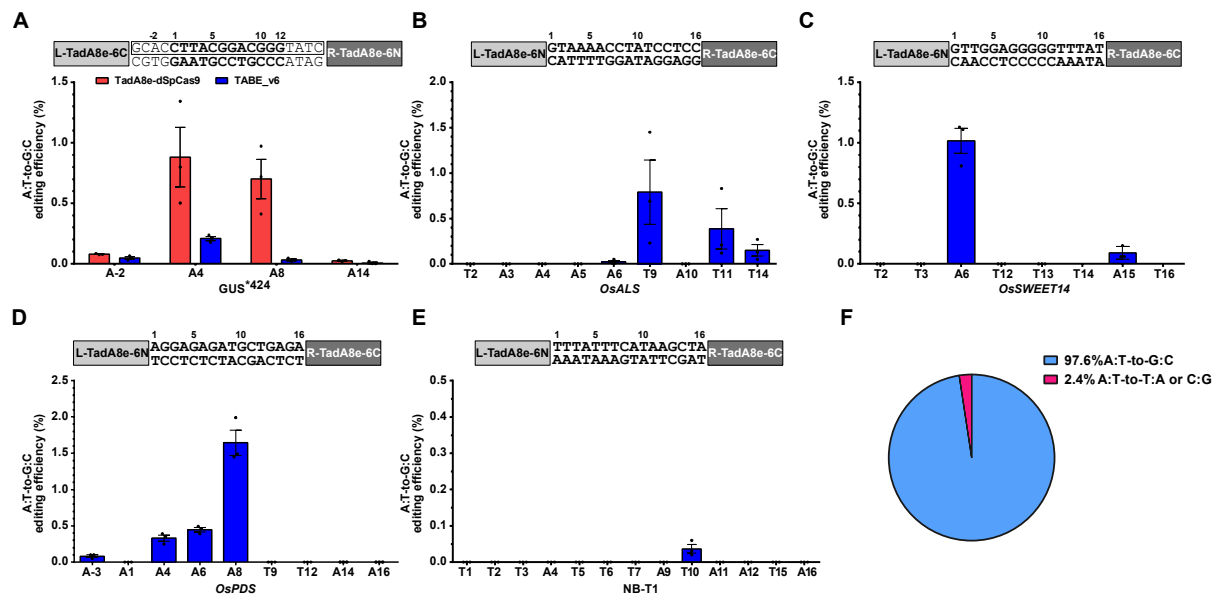 A
-2 1 5 10 12
L-TadA8e-6C
GCACCTTACGGACGGGTATC
CGTGGAATGCCTGCCCATAG
R-TadA8e-6N
TadA8e-dSpCas9
TABE_v6
A:T-to-G:C
editing efficiency (%)
1.5
1.0
0.5
0.0
A-2 A4 A8 A14
GUS*424
B
1 5 10 16
L-TadA8e-6N
GTAAAACCTATCCTCC
CATTTTGGATAGGAGG
R-TadA8e-6C
A:T-to-G:C
editing efficiency (%)
2.0
1.5
1.0
0.5
0.0
T2 A3 A4 A5 A6 T9 A10 T11 T14
OsALS
C
1 5 10 16
L-TadA8e-6N
GTTGGAGGGGGTTTAT
CAACCTCCCCCAAATA
R-TadA8e-6C
A:T-to-G:C
editing efficiency (%)
1.5
1.0
0.5
0.0
T2 T3 A6 T12 T13 T14 A15 T16
OsSWEET14
D
1 5 10 16
L-TadA8e-6N
AGGAGAGATGCTGAGA
TCCTCTCTACGACTCT
R-TadA8e-6C
A:T-to-G:C
editing efficiency (%)
2.5
2.0
1.5
1.0
0.5
0.0
A-3 A1 A4 A6 A8 T9 T12 A14 A16
OsPDS
E
1 5 10 16
L-TadA8e-6N
TTTATTTCATAAGCTA
AAATAAAGTATTCGAT
R-TadA8e-6C
A:T-to-G:C
editing efficiency (%)
0.5
0.4
0.3
0.2
0.1
0.0
T1 T2 T3 A4 T5 T6 T7 A9 T10 A11 A12 T15 A16
NB-T1
F
97.6%A:T-to-G:C
2.4% A:T-to-T:A or C:G